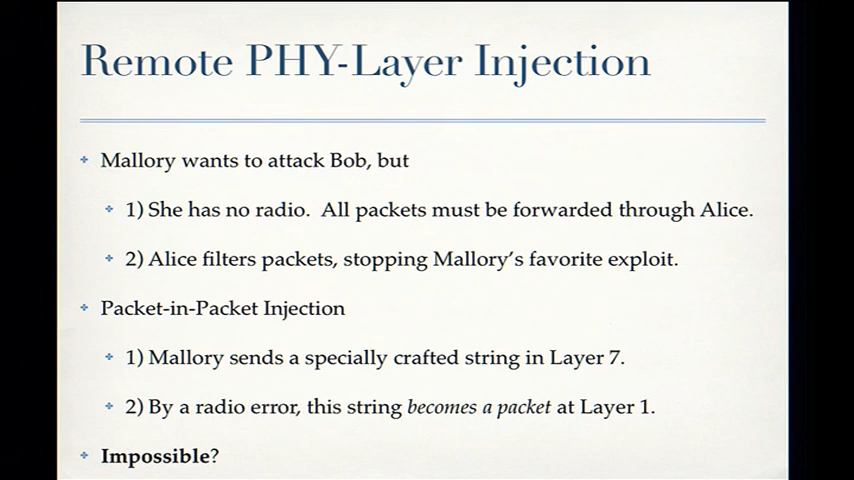 Remote PHY-Layer Injection
Mallory wants to attack Bob, but
1) She has no radio. All packets must be forwarded through Alice.
2) Alice filters packets, stopping Mallory's favorite exploit.
Packet-in-Packet Injection
1) Mallory sends a specially crafted string in Layer 7.
2) By a radio error, this string becomes a packet at Layer 1.
Impossible?